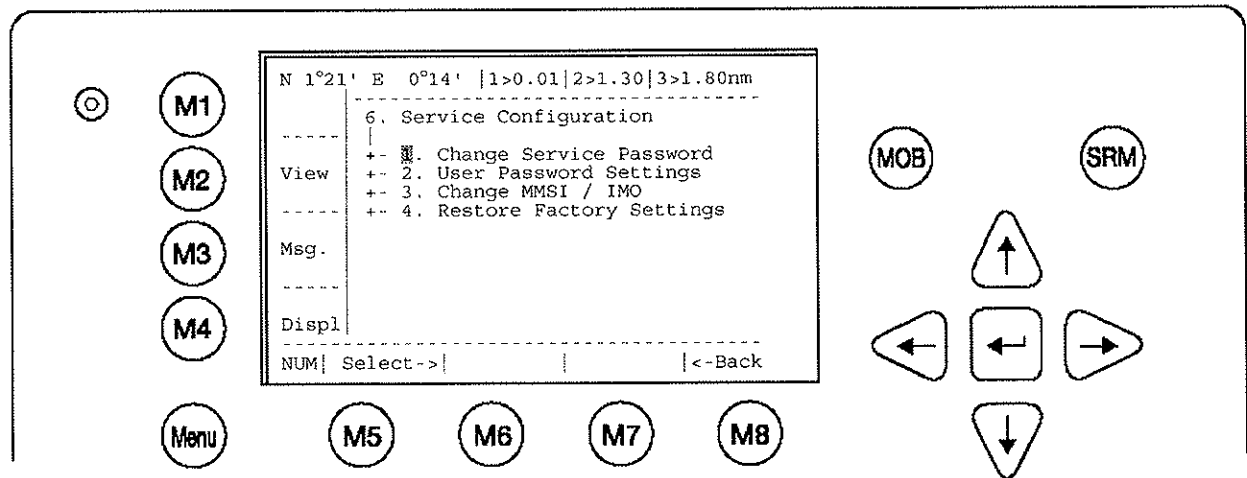 N 1°21' E 0°14' |1>0.01|2>1.30|3>1.80nm
6. Service Configuration
+- 1. Change Service Password
View +- 2. User Password Settings
+- 3. Change MMSI / IMO
+- 4. Restore Factory Settings
Msg.
Displ
NUM| Select->| | |<-Back
M1
M2
M3
M4
Menu
M5 M6 M7 M8
MOB SRM